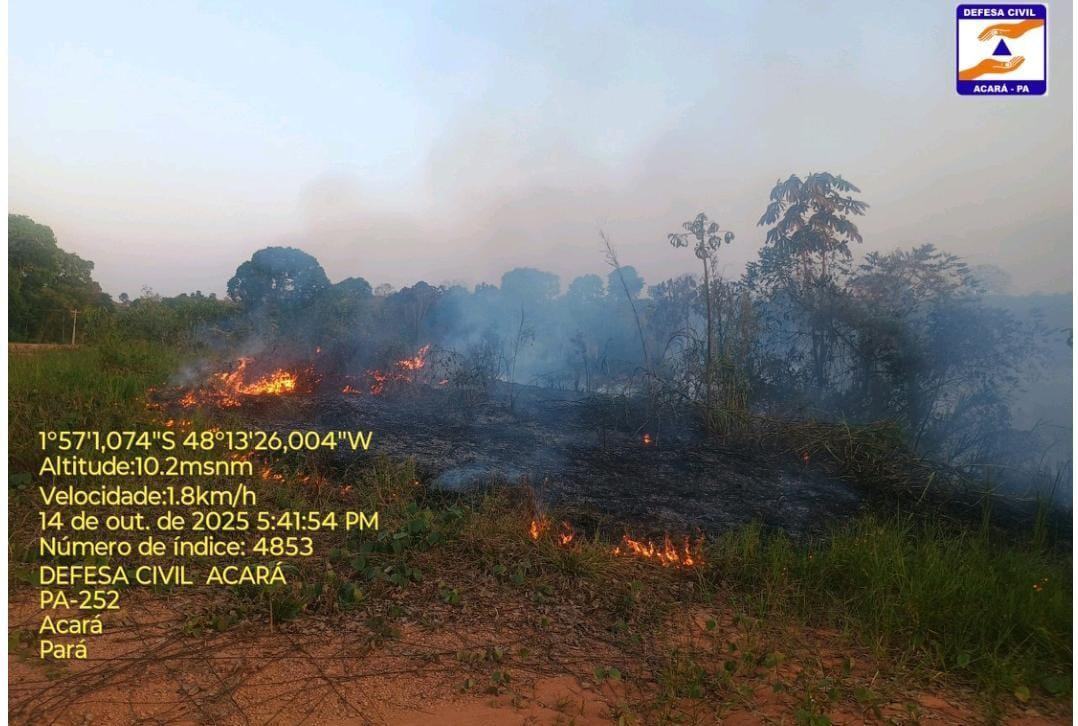 DEFESA CIVIL
ACARÁ - PA
1°57'1,074"S 48°13'26,004"W
Altitude:10.2msnm
Velocidade:1.8km/h
14 de out. de 2025 5:41:54 PM
Número de índice: 4853
DEFESA CIVIL ACARÁ
PA-252
Acará
Pará